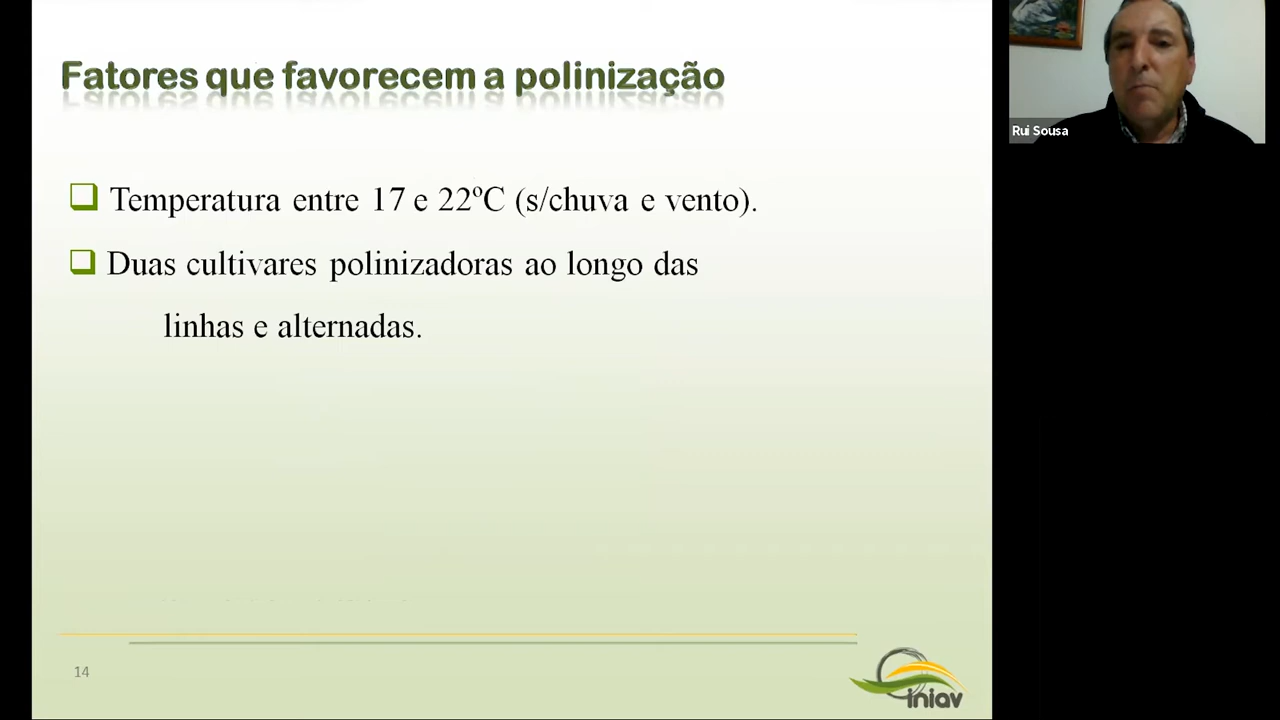 Fatores que favorecem a polinização
Rui Sousa
Temperatura entre 17 e 22ºC (s/chuva e vento).
Duas cultivares polinizadoras ao longo das
linhas e alternadas.
14
iniav